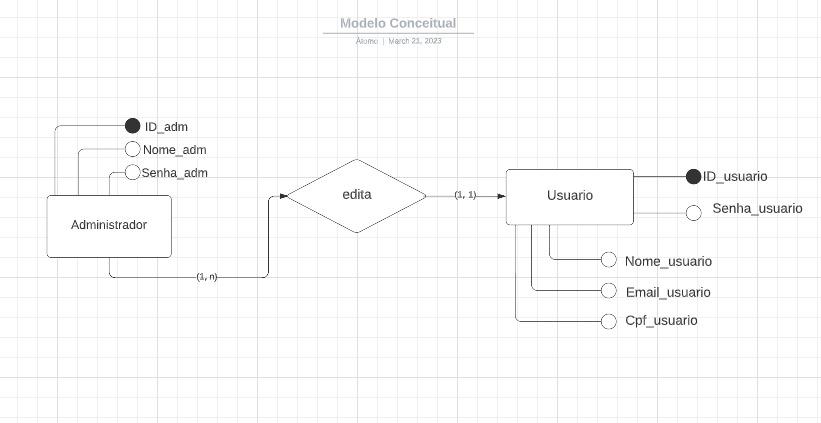 Modelo Conceitual
Átomo | March 21, 2023
ID_adm
Nome_adm
Senha_adm
Administrador
(1, n)
edita
(1, 1)
Usuario
ID_usuario
Senha_usuario
Nome_usuario
Email_usuario
Cpf_usuario